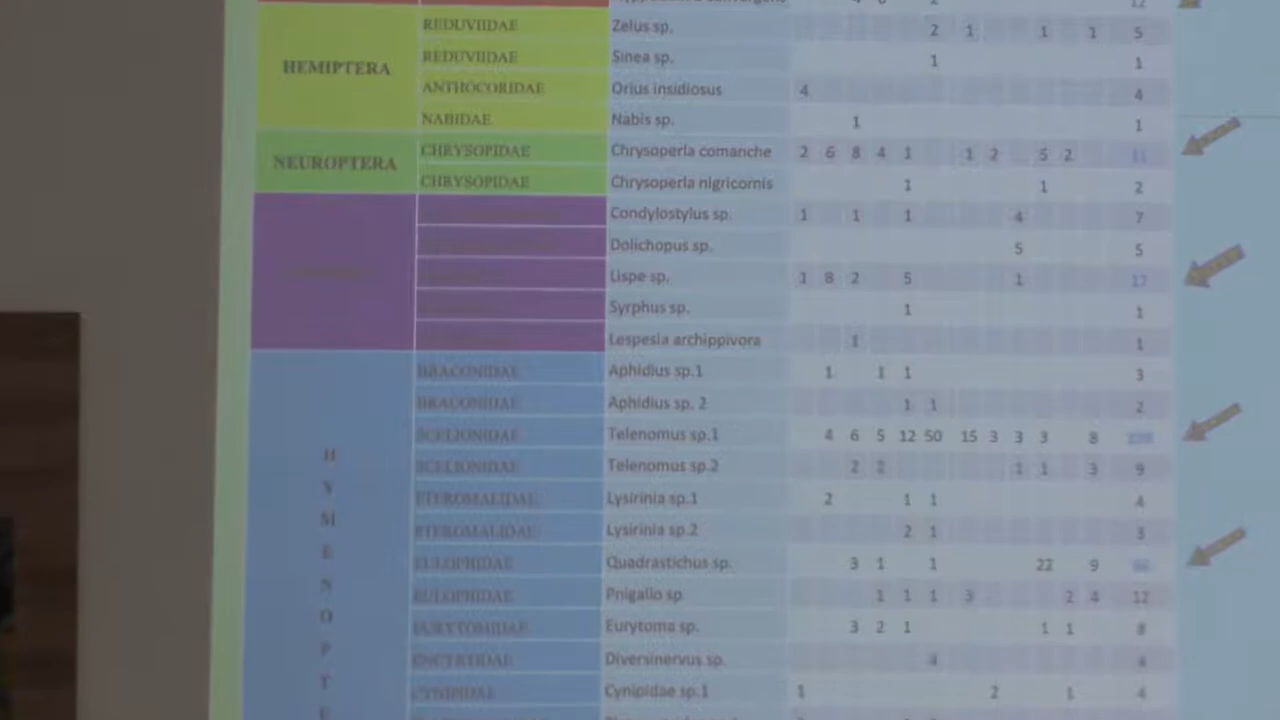 12
REDUVIIDAE Zelus sp. 2 1 1 1 5
HEMIPTERA REDUVIIDAE Sinea sp. 1 1
ANTHOCORIDAE Orius insidiosus 4 4
NABIDAE Nabis sp. 1 1
NEUROPTERA CHRYSOPIDAE Chrysoperla comanche 2 6 8 4 1 1 2 5 2
CHRYSOPIDAE Chrysoperla nigricornis 1 1 2
Condylostylus sp. 1 1 1 4 7
Dolichopus sp. 5 5
Lispe sp. 1 8 2 5 1 17
Syrphus sp. 1 1
Lespesia archippivora 1 1
BRACONIDAE Aphidius sp.1 1 1 1 3
BRACONIDAE Aphidius sp. 2 1 1 2
SCELIONIDAE Telenomus sp.1 4 6 5 12 50 15 3 3 3 8
SCELIONIDAE Telenomus sp.2 2 2 1 1 3 9
PTEROMALIDAE Lysirinia sp.1 2 1 1 4
PTEROMALIDAE Lysirinia sp.2 2 1 3
EULOPHIDAE Quadrastichus sp. 3 1 1 22 9
EULOPHIDAE Pnigalio sp 1 1 1 3 2 4 12
EURYTOMIDAE Eurytoma sp. 3 2 1 1 1 8
ENCYRTIDAE Diversinervus sp. 4 4
CYNIPIDAE Cynipidae sp.1 1 2 1 4
H
Y
M
E
N
O
P
T
E